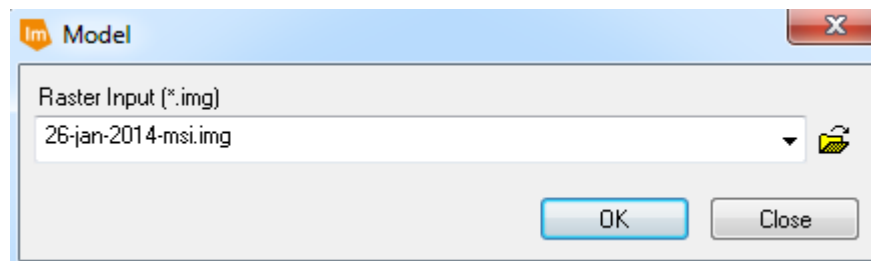 Im Model
Raster Input (*.img)
26-jan-2014-msi.img
OK Close